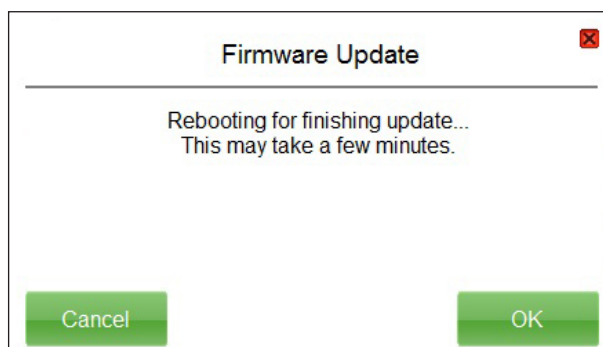 Firmware Update
Rebooting for finishing update...
This may take a few minutes.
Cancel
OK